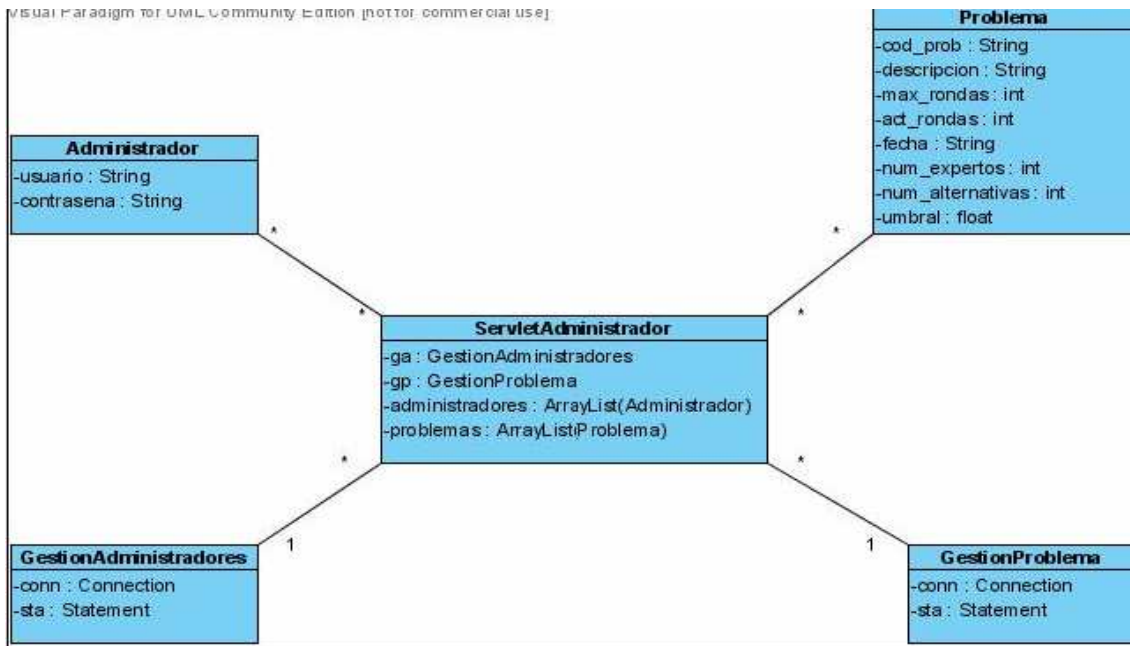 Visual Paradigm for UML Community Edition [not for commercial use]
Problema
-cod_prob : String
-descripcion : String
-max_rondas : int
-act_rondas : int
-fecha : String
-num_expertos : int
-num_alternativas : int
-umbral : float
Administrador
-usuario : String
-contrasena : String
*
*
*
*
ServletAdministrador
-ga : GestionAdministradores
-gp : GestionProblema
-administradores : ArrayList(Administrador)
-problemas : ArrayList(Problema)
*
*
1
1
GestionAdministradores
-conn : Connection
-sta : Statement
GestionProblema
-conn : Connection
-sta : Statement